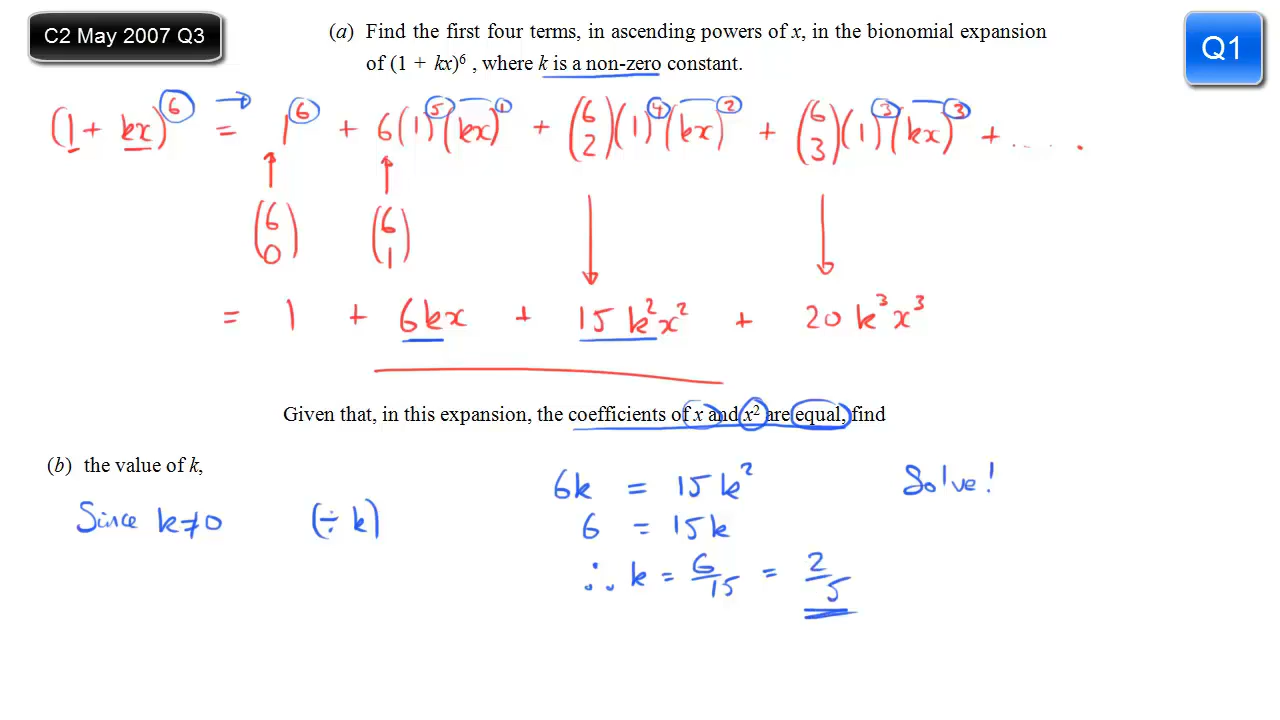 C2 May 2007 Q3
(a) Find the first four terms, in ascending powers of x, in the bionomial expansion
Q1
of (1 + kx)⁶ , where k is a non-zero constant.
(1 + kx)⁶ → = 1⁶ + 6(1)⁵(kx)¹ + (6 2)(1)⁴(kx)² + (6 3)(1)³(kx)³ + ......
(6 0) (6 1)
= 1 + 6kx + 15k²x² + 20k³x³
Given that, in this expansion, the coefficients of x and x² are equal, find
(b) the value of k,
6k = 15k² Solve!
Since k≠0 (÷ k) 6 = 15k
∴ k = 6/15 = 2/5